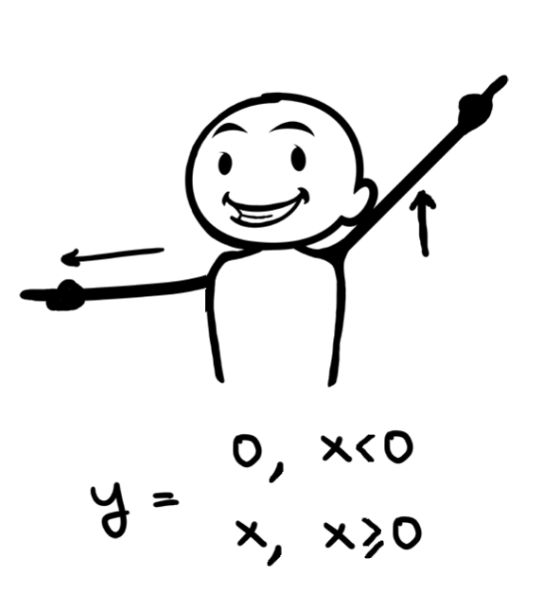 0, x<0
y =
x, x⩾0